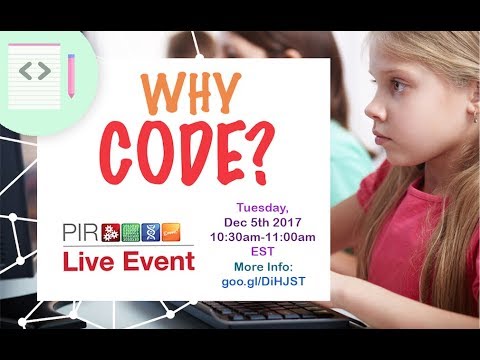 < >
WHY
CODE?
PIR
Live Event
Tuesday,
Dec 5th 2017
10:30am-11:00am
EST
More Info:
goo.gl/DiHJST